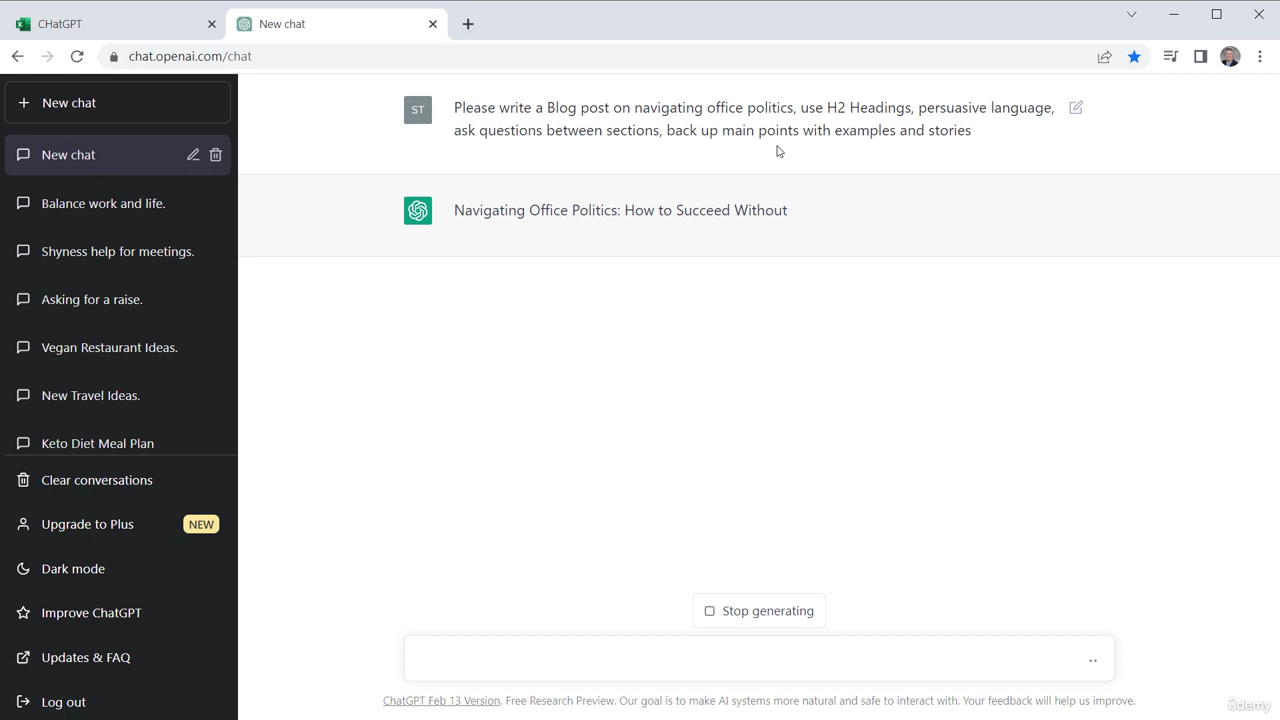 CHatGPT
New chat
chat.openai.com/chat
New chat
New chat
Balance work and life.
Shyness help for meetings.
Asking for a raise.
Vegan Restaurant Ideas.
New Travel Ideas.
Keto Diet Meal Plan
Clear conversations
Upgrade to Plus NEW
Dark mode
Improve ChatGPT
Updates & FAQ
Log out
ST
Please write a Blog post on navigating office politics, use H2 Headings, persuasive language,
ask questions between sections, back up main points with examples and stories
Navigating Office Politics: How to Succeed Without
Stop generating
ChatGPT Feb 13 Version. Free Research Preview. Our goal is to make AI systems more natural and safe to interact with. Your feedback will help us improve.
ûdemy